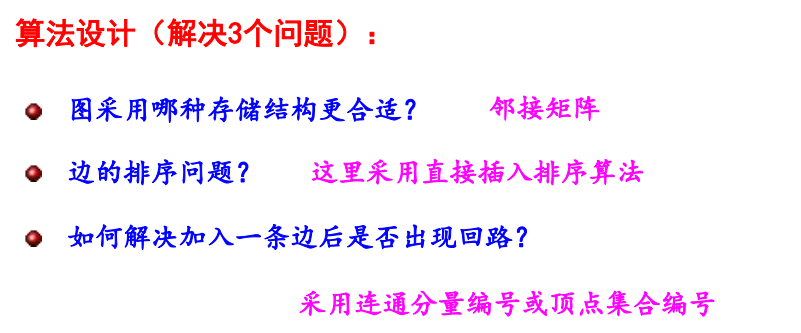 算法设计（解决3个问题）：
图采用哪种存储结构更合适？ 邻接矩阵
边的排序问题？ 这里采用直接插入排序算法
如何解决加入一条边后是否出现回路？
采用连通分量编号或顶点集合编号